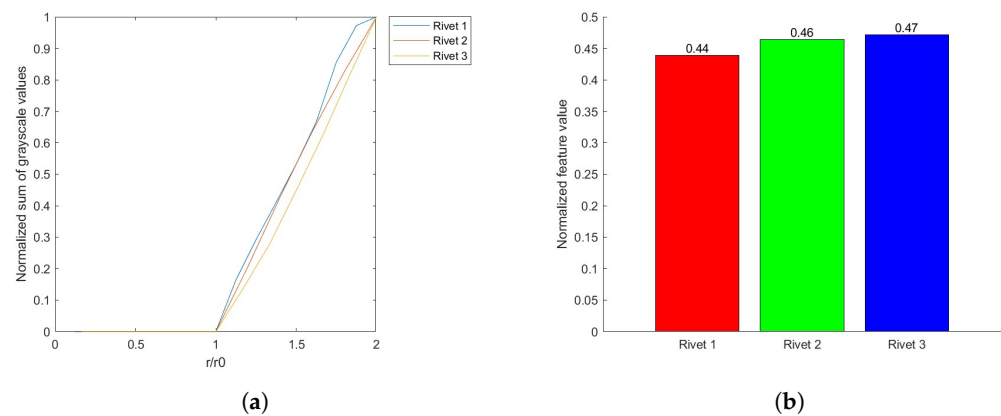 Rivet 1
Rivet 2
Rivet 3
Normalized sum of grayscale values
1
0.9
0.8
0.7
0.6
0.5
0.4
0.3
0.2
0.1
0
0 0.5 1 1.5 2
r/r0
(a)
Normalized feature value
0.5
0.45
0.4
0.35
0.3
0.25
0.2
0.15
0.1
0.05
0
0.44 0.46 0.47
Rivet 1 Rivet 2 Rivet 3
(b)